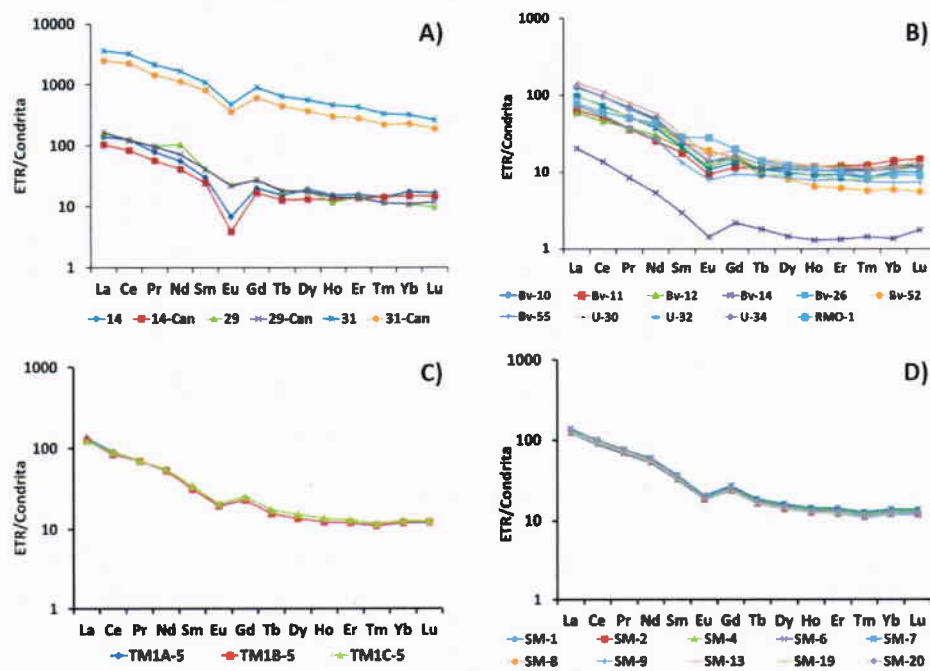 A)
10000
1000
100
10
1
ETR/Condrita
La Ce Pr Nd Sm Eu Gd Tb Dy Ho Er Tm Yb Lu
14 14-Can 29 29-Can 31 31-Can
B)
1000
100
10
1
ETR/Condrita
La Ce Pr Nd Sm Eu Gd Tb Dy Ho Er Tm Yb Lu
Bv-10 Bv-11 Bv-12 Bv-14 Bv-26 Bv-52
Bv-55 U-30 U-32 U-34 RMO-1
C)
1000
100
10
1
ETR/Condrita
La Ce Pr Nd Sm Eu Gd Tb Dy Ho Er Tm Yb Lu
TM1A-5 TM1B-5 TM1C-5
D)
1000
100
10
1
ETR/Condrita
La Ce Pr Nd Sm Eu Gd Tb Dy Ho Er Tm Yb Lu
SM-1 SM-2 SM-4 SM-6 SM-7
SM-8 SM-9 SM-13 SM-19 SM-20